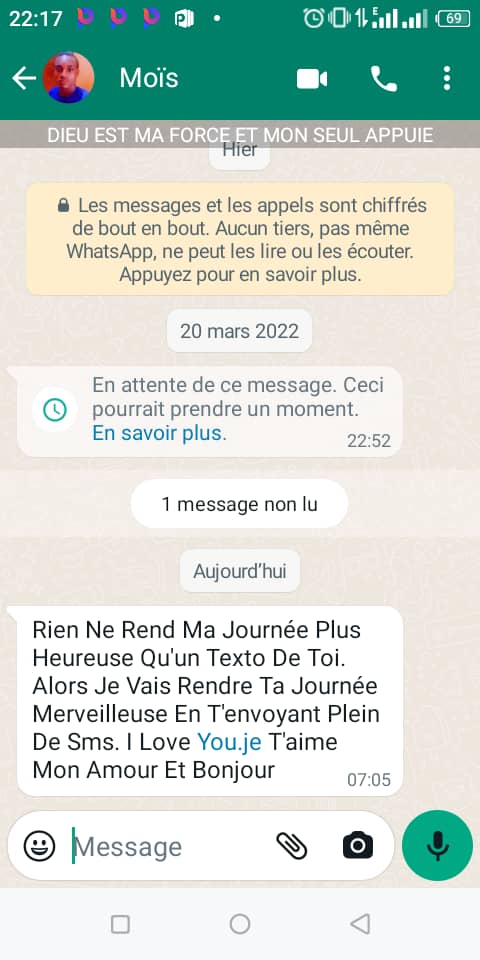 22:17
E
69
Moïs
DIEU EST MA FORCE ET MON SEUL APPUIE
Hier
Les messages et les appels sont chiffrés
de bout en bout. Aucun tiers, pas même
WhatsApp, ne peut les lire ou les écouter.
Appuyez pour en savoir plus.
20 mars 2022
En attente de ce message. Ceci
pourrait prendre un moment.
En savoir plus.
22:52
1 message non lu
Aujourd’hui
Rien Ne Rend Ma Journée Plus
Heureuse Qu'un Texto De Toi.
Alors Je Vais Rendre Ta Journée
Merveilleuse En T'envoyant Plein
De Sms. I Love You.je T'aime
Mon Amour Et Bonjour
07:05
Message